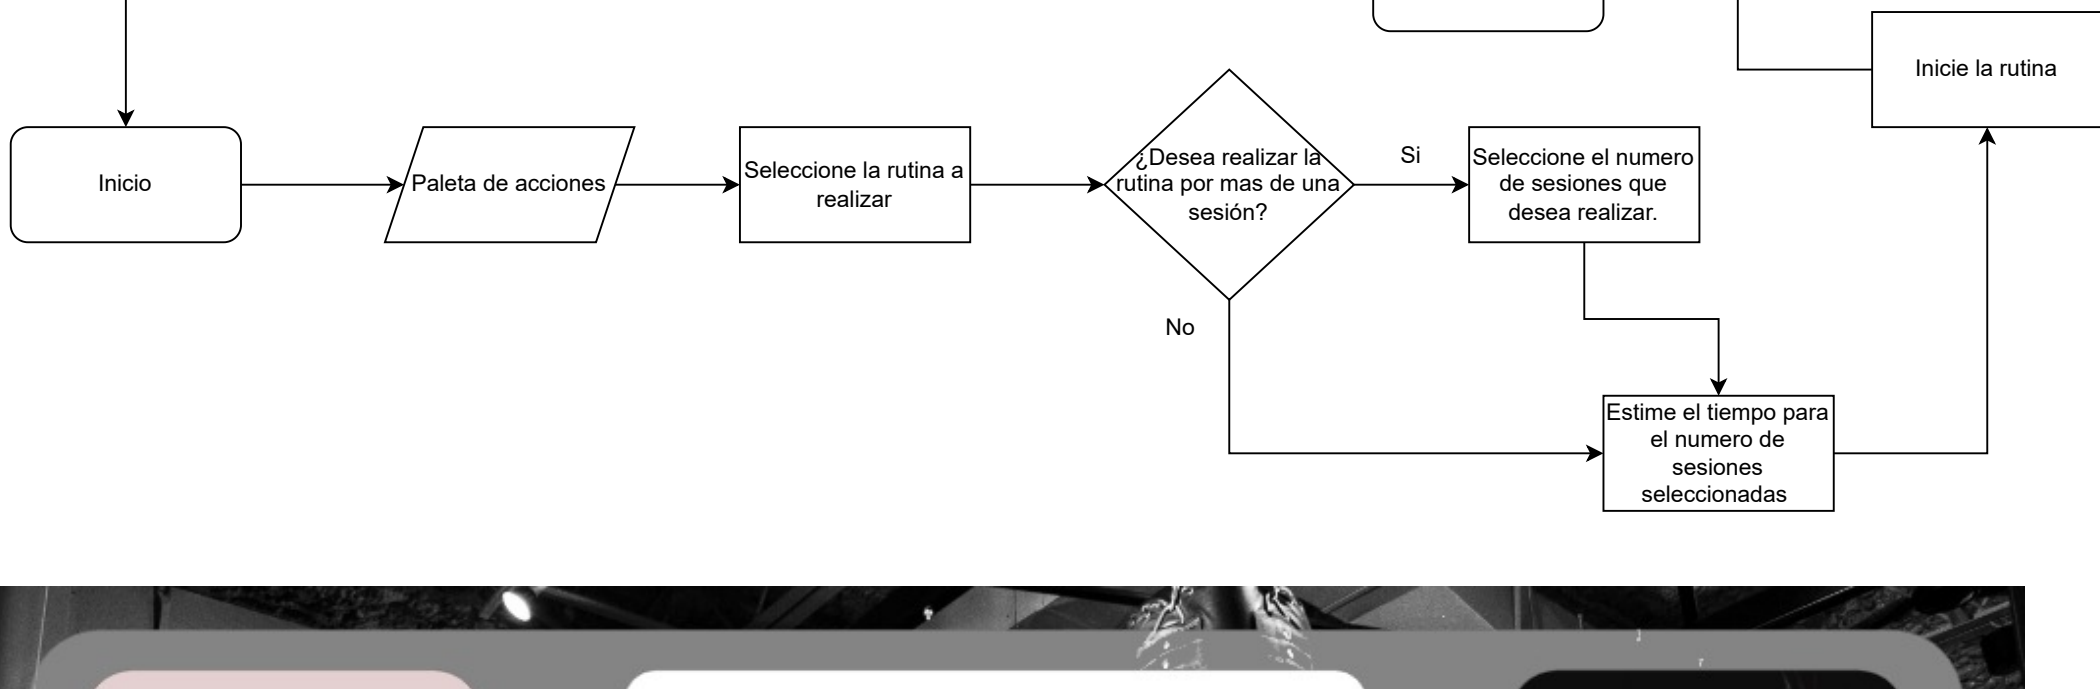 Inicie la rutina
Inicio
Paleta de acciones
Seleccione la rutina a
realizar
¿Desea realizar la
rutina por mas de una
sesión?
Si
Seleccione el numero
de sesiones que
desea realizar.
No
Estime el tiempo para
el numero de
sesiones
seleccionadas